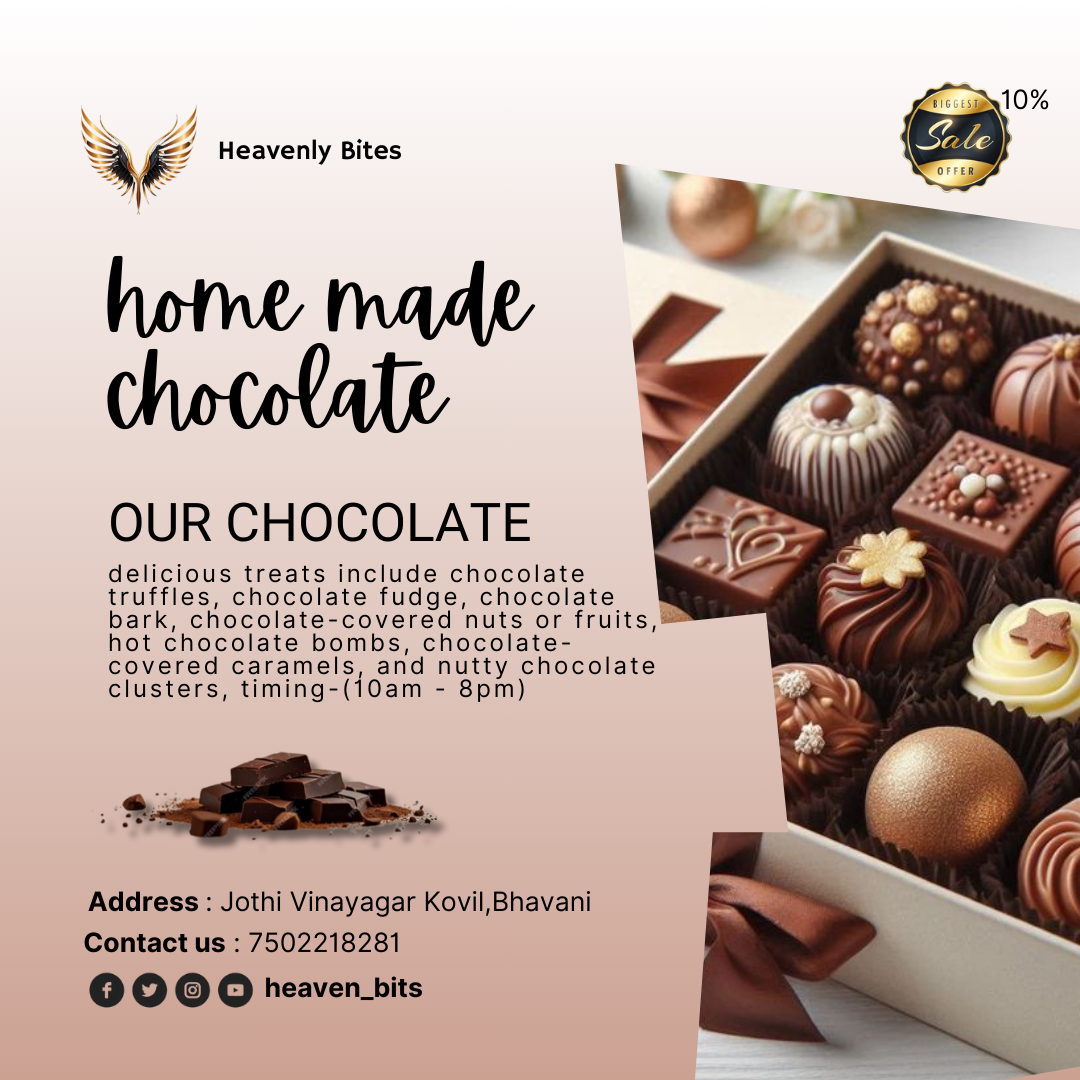 Heavenly Bites
BIGGEST
Sale
OFFER
10%
home made
chocolate
OUR CHOCOLATE
delicious treats include chocolate
truffles, chocolate fudge, chocolate
bark, chocolate-covered nuts or fruits,
hot chocolate bombs, chocolate-
covered caramels, and nutty chocolate
clusters, timing-(10am - 8pm)
Address : Jothi Vinayagar Kovil,Bhavani
Contact us : 7502218281
heaven_bits